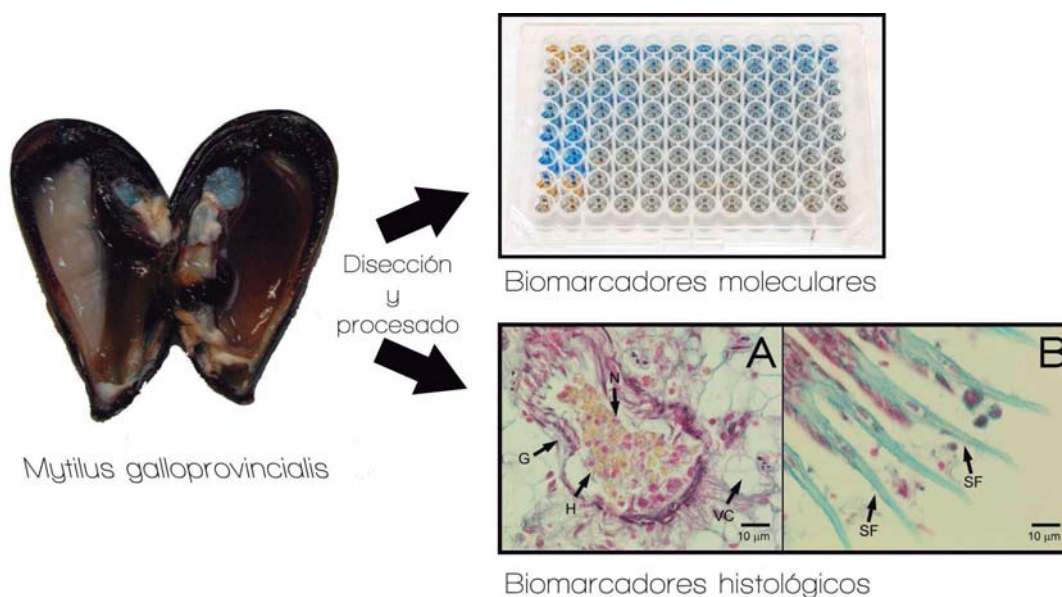 Mytilus galloprovincialis
Disección
y
procesado
Biomarcadores moleculares
A
N
G
H
VC
10 µm
B
SF
SF
10 µm
Biomarcadores histológicos